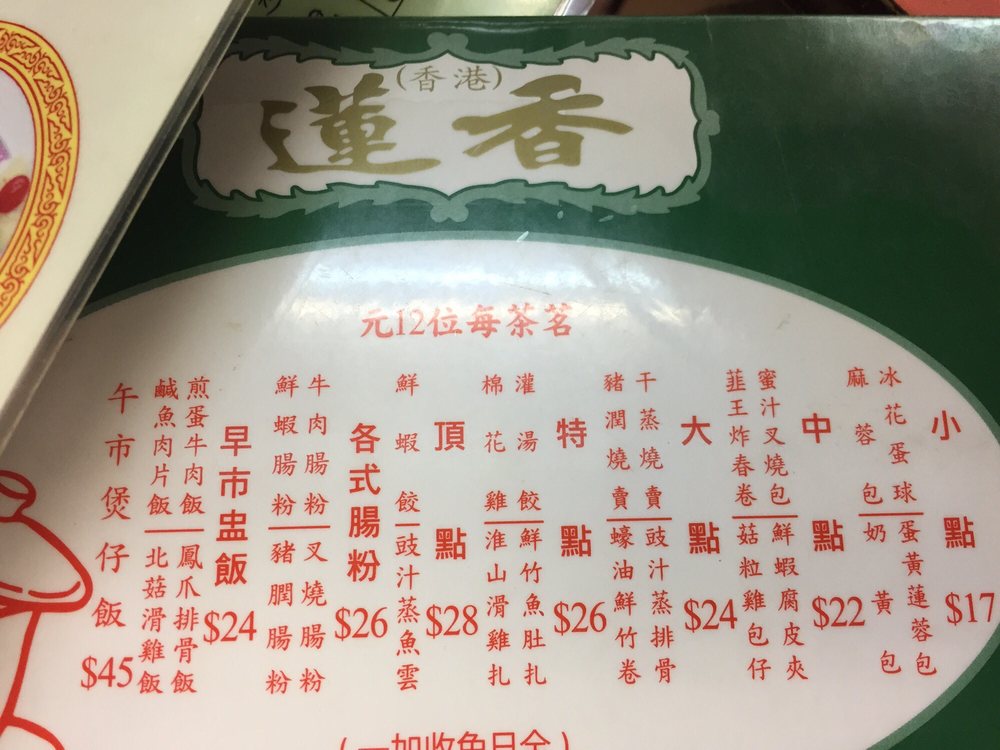 (香港)
蓮香
茗茶每位12元
小點 $17
冰花蛋球
麻蓉包
蛋黃蓮蓉包
奶黃包
中點 $22
蜜汁叉燒包
韮王炸春卷
鮮蝦腐皮夾
菇粒雞包仔
大點 $24
干蒸燒賣
豬潤燒賣
豉汁蒸排骨
蠔油鮮竹卷
特點 $26
灌湯餃
棉花雞
鮮竹魚肚扎
淮山滑雞扎
頂點 $28
鮮蝦餃
豉汁蒸魚雲
各式腸粉 $26
牛肉腸粉
鮮蝦腸粉
叉燒腸粉
豬膶腸粉
早市盅飯 $24
煎蛋牛肉飯
鹹魚肉片飯
鳳爪排骨飯
北菇滑雞飯
午市煲仔飯 $45
(全日免收加一)